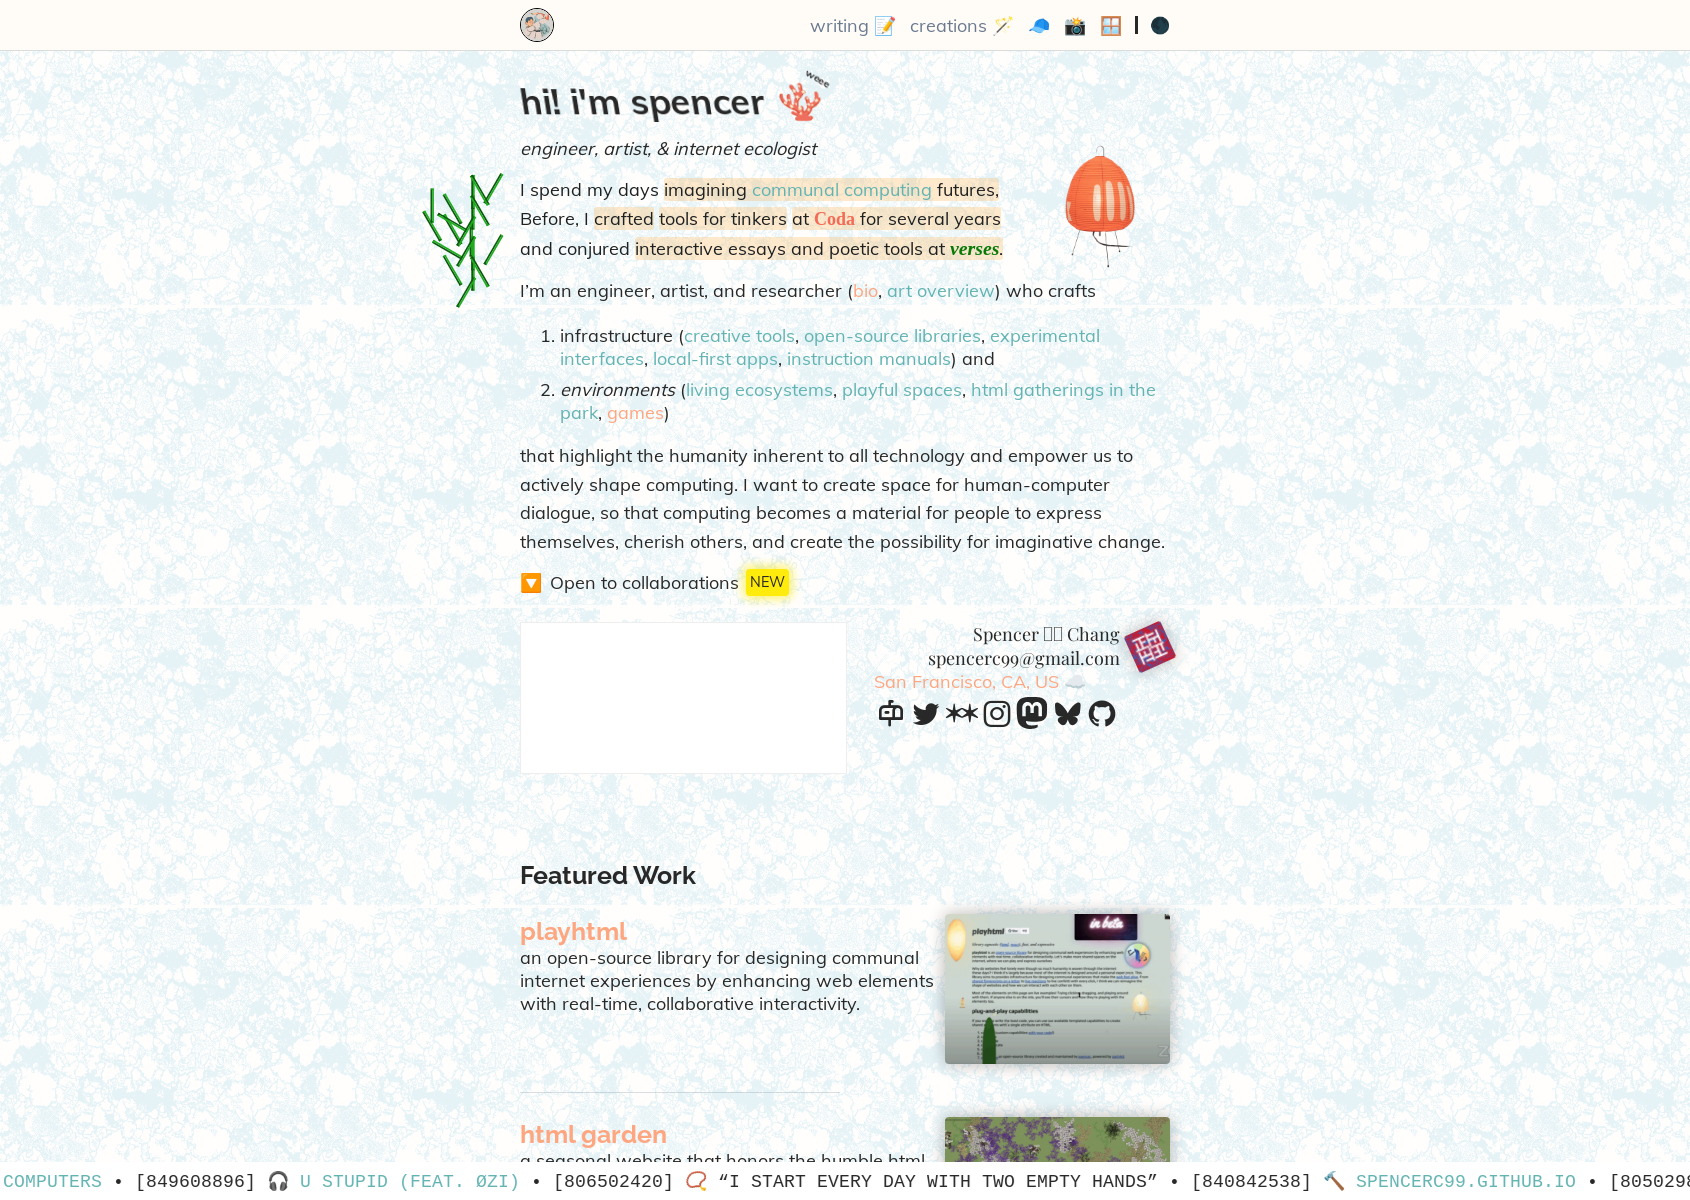 writing 📝 creations 🪄 🧢 📸 🪟 | 🌑
weee
hi! i'm spencer
engineer, artist, & internet ecologist
I spend my days imagining communal computing futures,
Before, I crafted tools for tinkers at Coda for several years
and conjured interactive essays and poetic tools at verses.
I’m an engineer, artist, and researcher (bio, art overview) who crafts
1. infrastructure (creative tools, open-source libraries, experimental
interfaces, local-first apps, instruction manuals) and
2. environments (living ecosystems, playful spaces, html gatherings in the
park, games)
that highlight the humanity inherent to all technology and empower us to
actively shape computing. I want to create space for human-computer
dialogue, so that computing becomes a material for people to express
themselves, cherish others, and create the possibility for imaginative change.
🔽 Open to collaborations NEW
Spencer Chang
spencerc99@gmail.com
San Francisco, CA, US ☁️
Featured Work
playhtml
an open-source library for designing communal
internet experiences by enhancing web elements
with real-time, collaborative interactivity.
in beta
playhtml
plug-and-play capabilities
html garden
a seasonal website that honors the humble html
COMPUTERS • [849608896] 🎧 U STUPID (FEAT. ØZI) • [806502420] 📿 “I START EVERY DAY WITH TWO EMPTY HANDS” • [840842538] 🔨 SPENCERC99.GITHUB.IO • [8050298